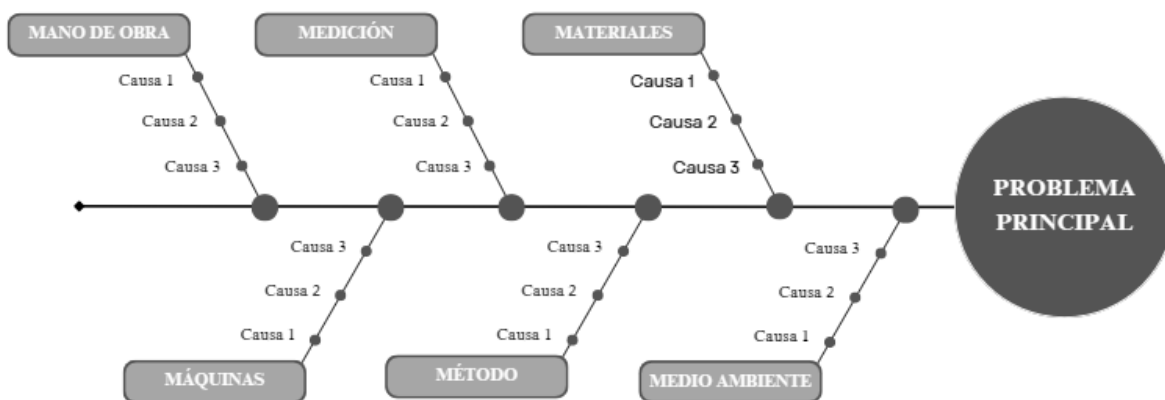 MANO DE OBRA
MEDICIÓN
MATERIALES
Causa 1
Causa 2
Causa 3
Causa 1
Causa 2
Causa 3
Causa 1
Causa 2
Causa 3
PROBLEMA
PRINCIPAL
Causa 3
Causa 2
Causa 1
Causa 3
Causa 2
Causa 1
Causa 3
Causa 2
Causa 1
MÁQUINAS
MÉTODO
MEDIO AMBIENTE